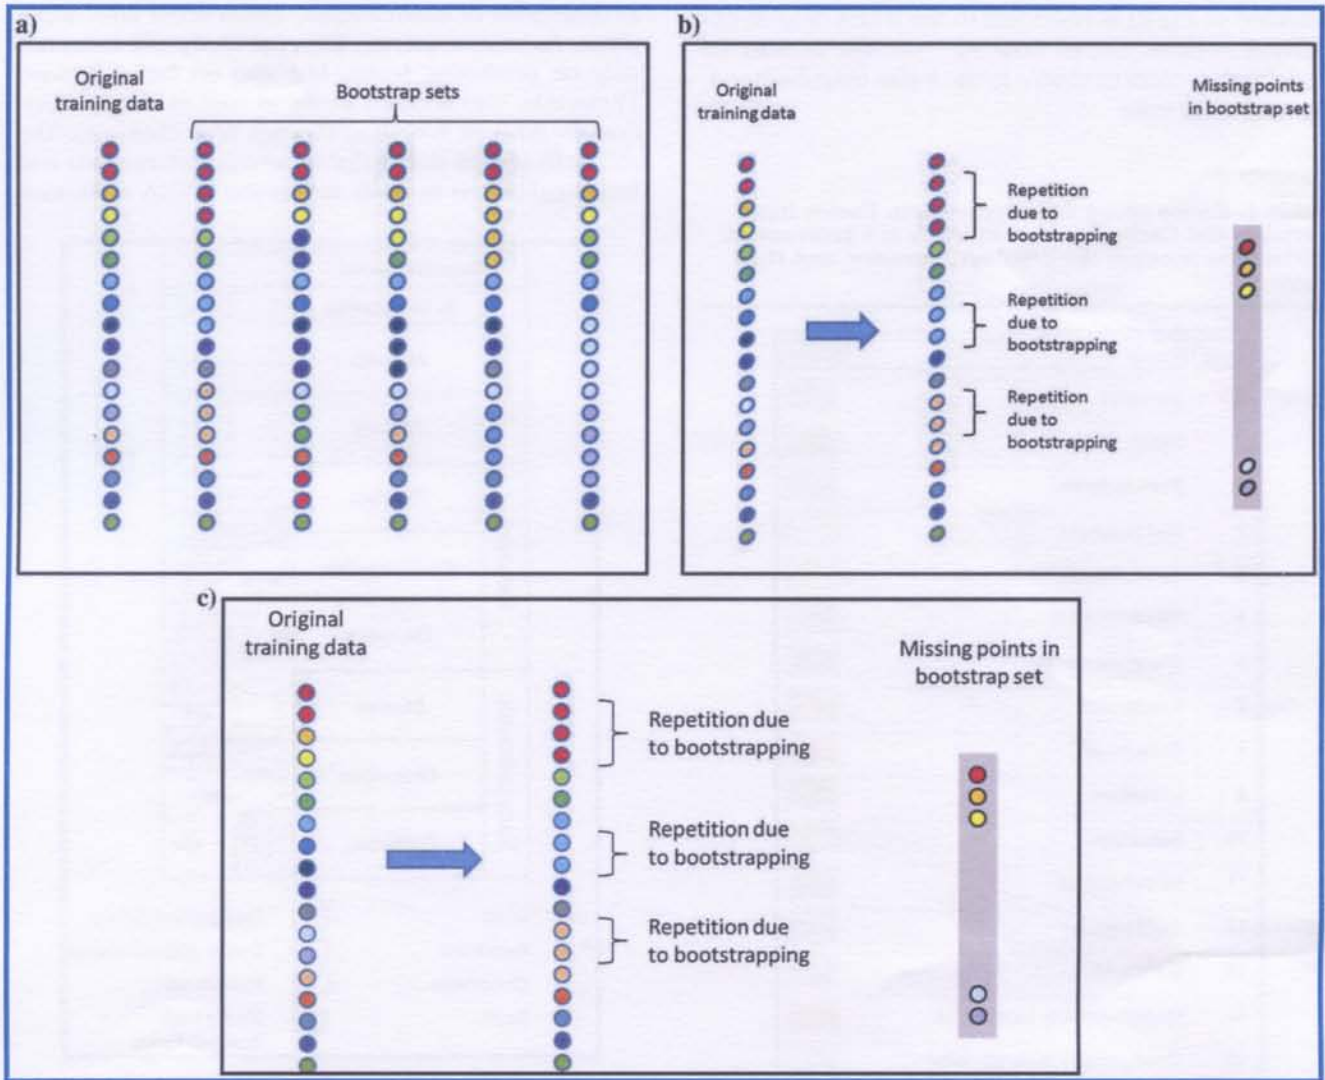 a)
Original
training data
Bootstrap sets
b)
Original
training data
Missing points
in bootstrap set
Repetition
due to
bootstrapping
Repetition
due to
bootstrapping
Repetition
due to
bootstrapping
c)
Original
training data
Missing points in
bootstrap set
Repetition due
to bootstrapping
Repetition due
to bootstrapping
Repetition due
to bootstrapping